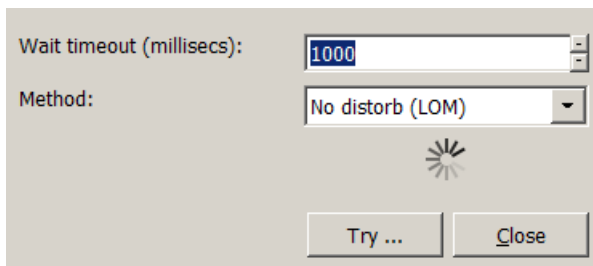 Wait timeout (millisecs): 1000
Method: No distorb (LOM)
Try ... Close